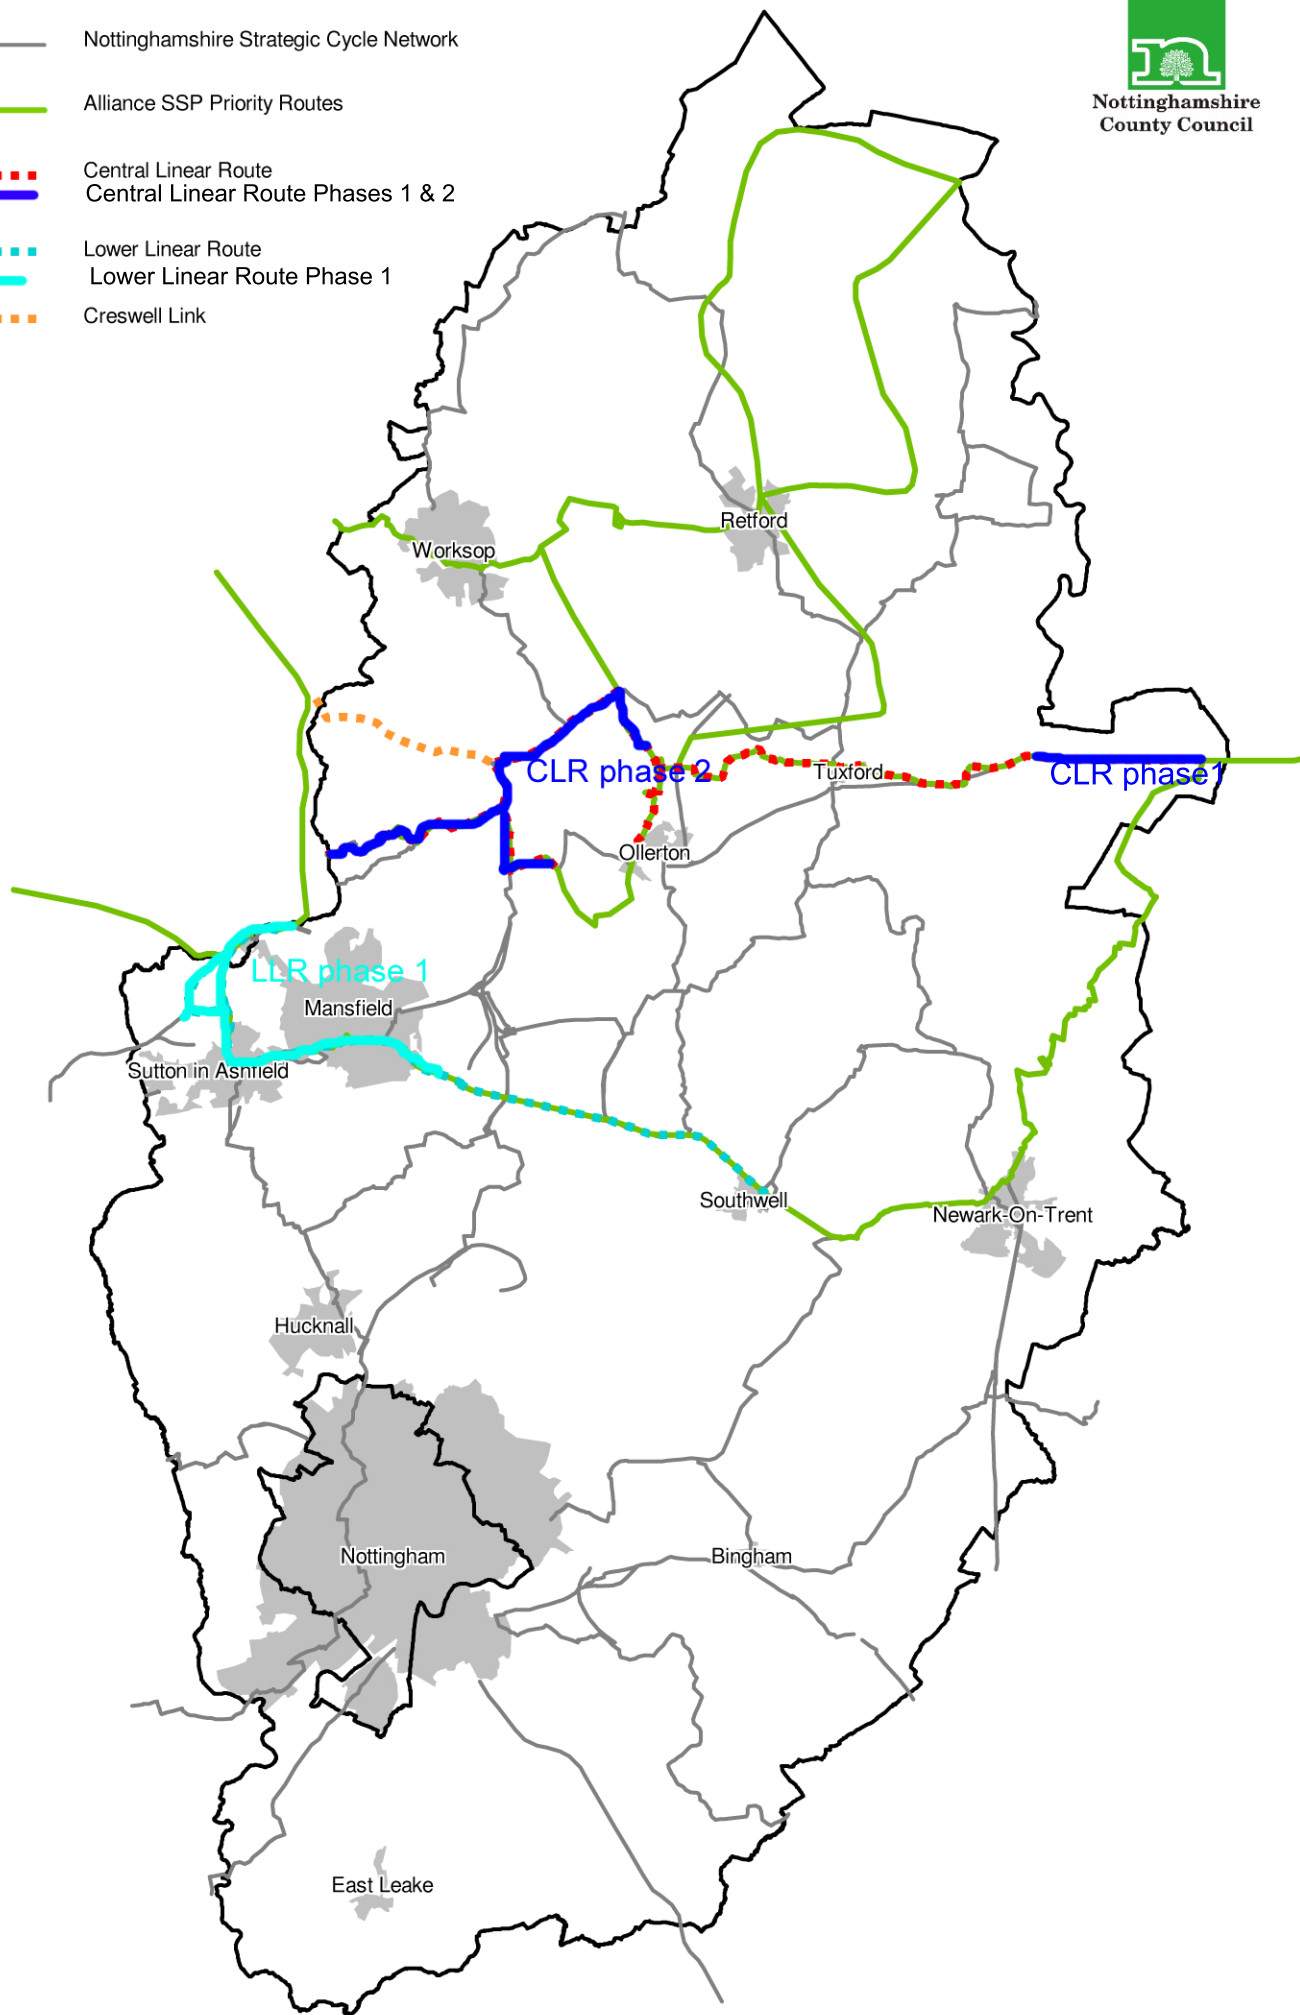 Nottinghamshire Strategic Cycle Network
Alliance SSP Priority Routes
Central Linear Route
Central Linear Route Phases 1 & 2
Lower Linear Route
Lower Linear Route Phase 1
Creswell Link
n
Nottinghamshire
County Council
Retford
Worksop
CLR phase 2
Tuxford
CLR phase1
Ollerton
LLR phase 1
Mansfield
Sutton in Ashfield
Southwell
Newark-On-Trent
Hucknall
Nottingham
Bingham
East Leake